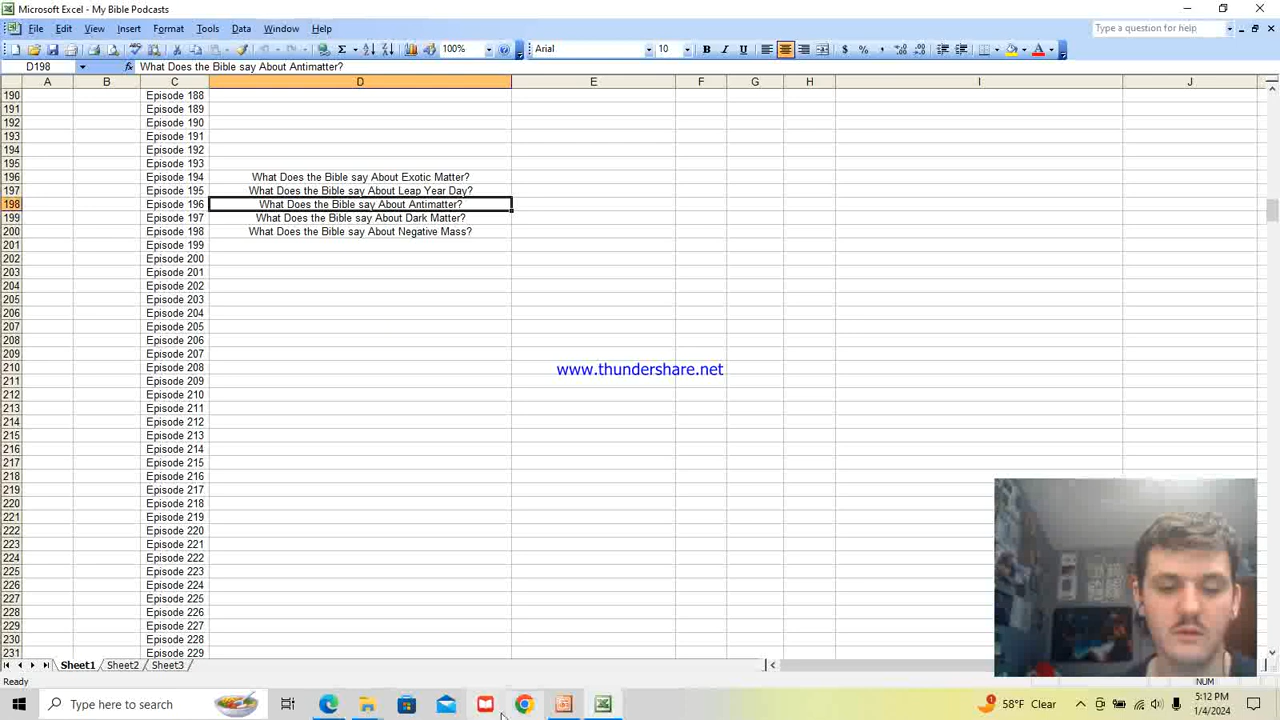 Microsoft Excel - My Bible Podcasts
File Edit View Insert Format Tools Data Window Help
Type a question for help
100% Arial 10 B I U $ % ,
D198 fx What Does the Bible say About Antimatter?
A B C D E F G H I J
190 Episode 188
191 Episode 189
192 Episode 190
193 Episode 191
194 Episode 192
195 Episode 193
196 Episode 194 What Does the Bible say About Exotic Matter?
197 Episode 195 What Does the Bible say About Leap Year Day?
198 Episode 196 What Does the Bible say About Antimatter?
199 Episode 197 What Does the Bible say About Dark Matter?
200 Episode 198 What Does the Bible say About Negative Mass?
201 Episode 199
202 Episode 200
203 Episode 201
204 Episode 202
205 Episode 203
206 Episode 204
207 Episode 205
208 Episode 206
209 Episode 207
210 Episode 208
www.thundershare.net
211 Episode 209
212 Episode 210
213 Episode 211
214 Episode 212
215 Episode 213
216 Episode 214
217 Episode 215
218 Episode 216
219 Episode 217
220 Episode 218
221 Episode 219
222 Episode 220
223 Episode 221
224 Episode 222
225 Episode 223
226 Episode 224
227 Episode 225
228 Episode 226
229 Episode 227
230 Episode 228
231 Episode 229
Sheet1 Sheet2 Sheet3
Ready NUM
Type here to search
58°F Clear
5:12 PM
1/4/2024